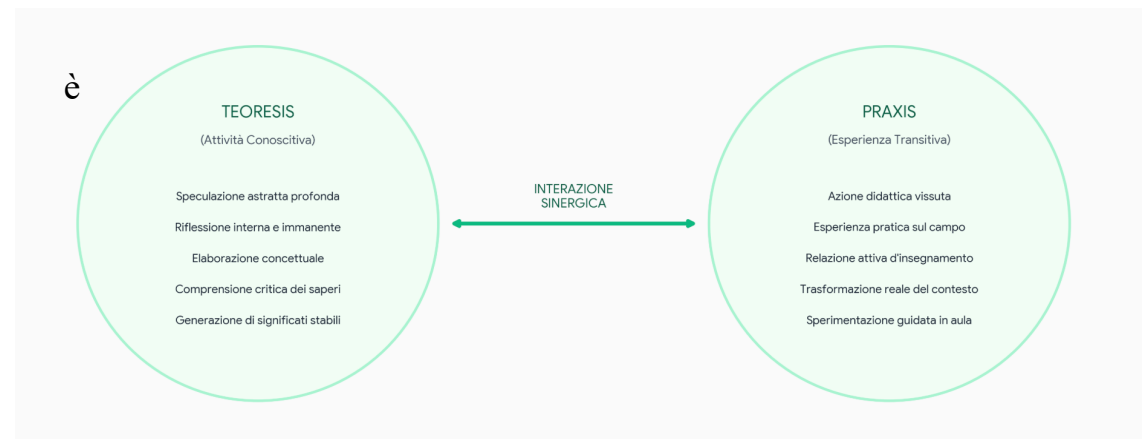 è
TEORESIS
(Attività Conoscitiva)
Speculazione astratta profonda
Riflessione interna e immanente
Elaborazione concettuale
Comprensione critica dei saperi
Generazione di significati stabili
INTERAZIONE
SINERGICA
PRAXIS
(Esperienza Transitiva)
Azione didattica vissuta
Esperienza pratica sul campo
Relazione attiva d'insegnamento
Trasformazione reale del contesto
Sperimentazione guidata in aula